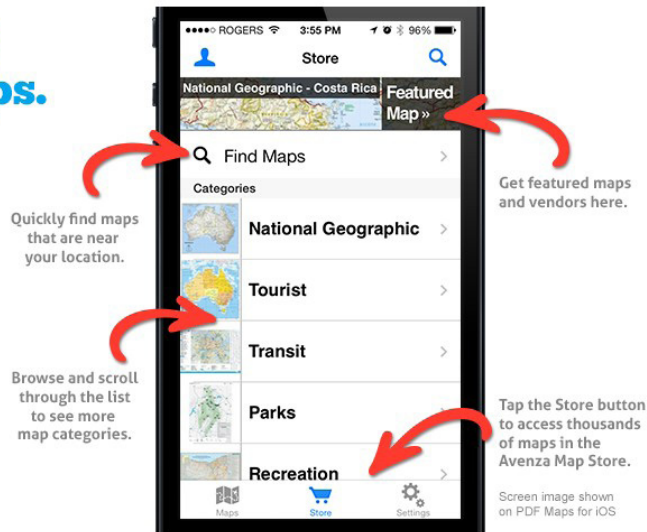 ROGERS 3:55 PM 96%
Store
National Geographic - Costa Rica
Featured
Map »
Find Maps
Categories
National Geographic
Tourist
Transit
Parks
Recreation
Maps Store Settings
Quickly find maps
that are near
your location.
Browse and scroll
through the list
to see more
map categories.
Get featured maps
and vendors here.
Tap the Store button
to access thousands
of maps in the
Avenza Map Store.
Screen image shown
on PDF Maps for iOS